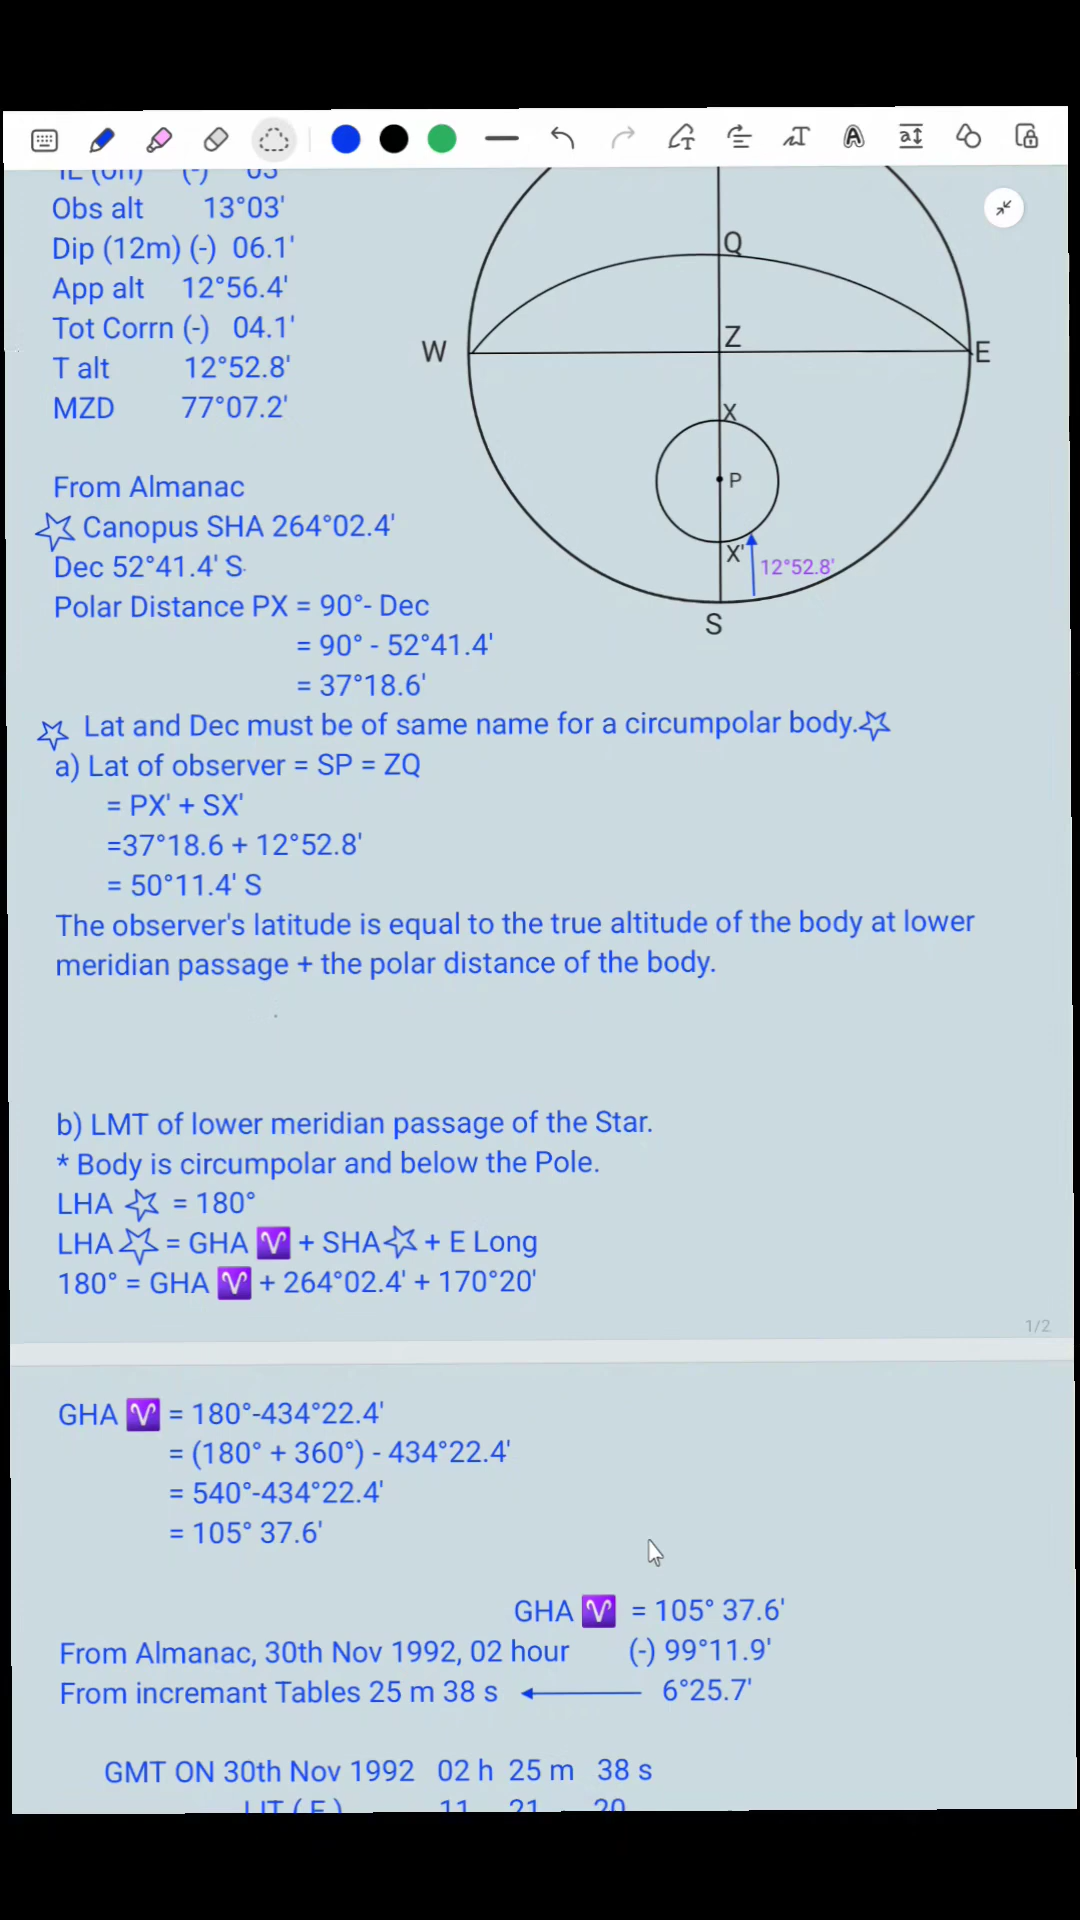 IE (on) (-) 03'
Obs alt 13°03'
Dip (12m) (-) 06.1'
App alt 12°56.4'
Tot Corrn (-) 04.1'
T alt 12°52.8'
MZD 77°07.2'
Q
W
Z
E
X
P
X'
12°52.8'
S
From Almanac
Canopus SHA 264°02.4'
Dec 52°41.4' S
Polar Distance PX = 90°- Dec
= 90° - 52°41.4'
= 37°18.6'
Lat and Dec must be of same name for a circumpolar body.
a) Lat of observer = SP = ZQ
= PX' + SX'
=37°18.6 + 12°52.8'
= 50°11.4' S
The observer's latitude is equal to the true altitude of the body at lower
meridian passage + the polar distance of the body.
b) LMT of lower meridian passage of the Star.
* Body is circumpolar and below the Pole.
LHA ☆ = 180°
LHA ☆ = GHA ♈ + SHA☆ + E Long
180° = GHA ♈ + 264°02.4' + 170°20'
1/2
GHA ♈ = 180°-434°22.4'
= (180° + 360°) - 434°22.4'
= 540°-434°22.4'
= 105° 37.6'
GHA ♈ = 105° 37.6'
From Almanac, 30th Nov 1992, 02 hour (-) 99°11.9'
From incremant Tables 25 m 38 s 6°25.7'
GMT ON 30th Nov 1992 02 h 25 m 38 s
LIT ( E ) 11 21 20